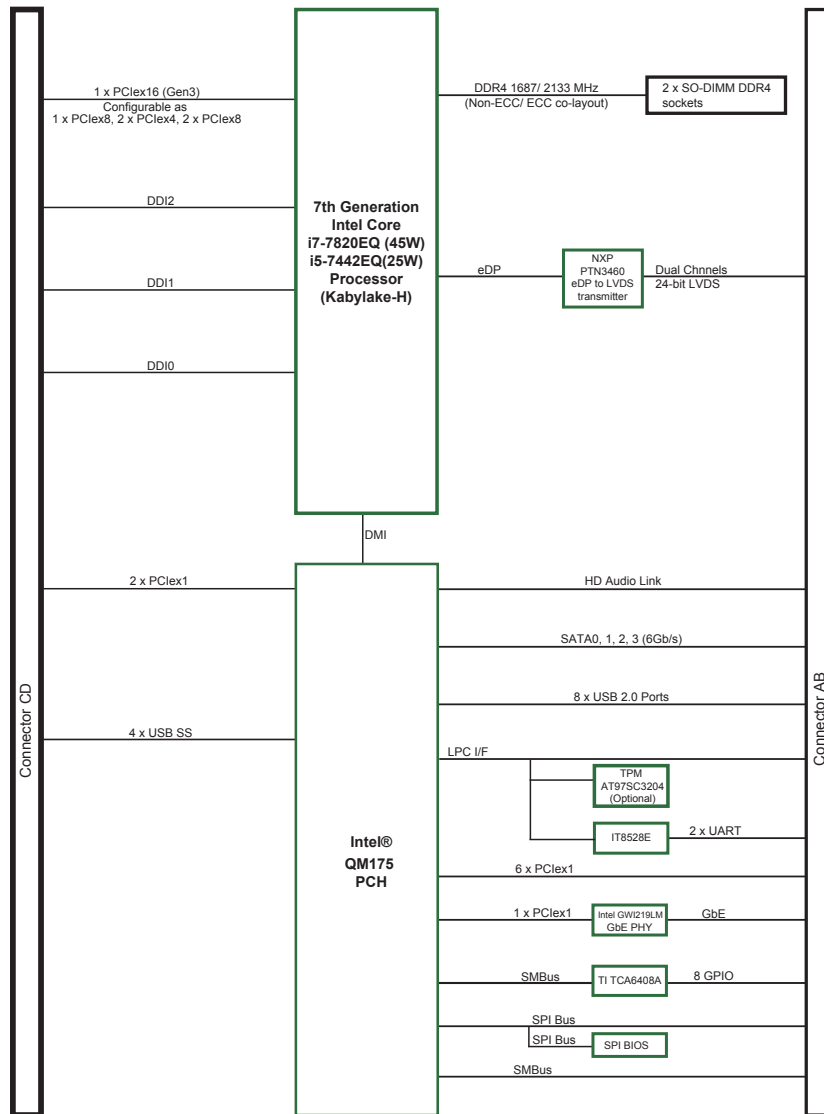 1 x PCIex16 (Gen3)
Configurable as
1 x PCIex8, 2 x PCIex4, 2 x PCIex8
DDI2
DDI1
DDI0
7th Generation
Intel Core
i7-7820EQ (45W)
i5-7442EQ(25W)
Processor
(Kabylake-H)
DDR4 1687/ 2133 MHz
(Non-ECC/ ECC co-layout)
2 x SO-DIMM DDR4
sockets
eDP
NXP
PTN3460
eDP to LVDS
transmitter
Dual Chnnels
24-bit LVDS
DMI
Connector CD
2 x PCIex1
4 x USB SS
Intel®
QM175
PCH
HD Audio Link
SATA0, 1, 2, 3 (6Gb/s)
8 x USB 2.0 Ports
LPC I/F
TPM
AT97SC3204
(Optional)
IT8528E
2 x UART
6 x PCIex1
1 x PCIex1
Intel GWI219LM
GbE PHY
GbE
SMBus
TI TCA6408A
8 GPIO
SPI Bus
SPI Bus
SPI BIOS
SMBus
Connector AB